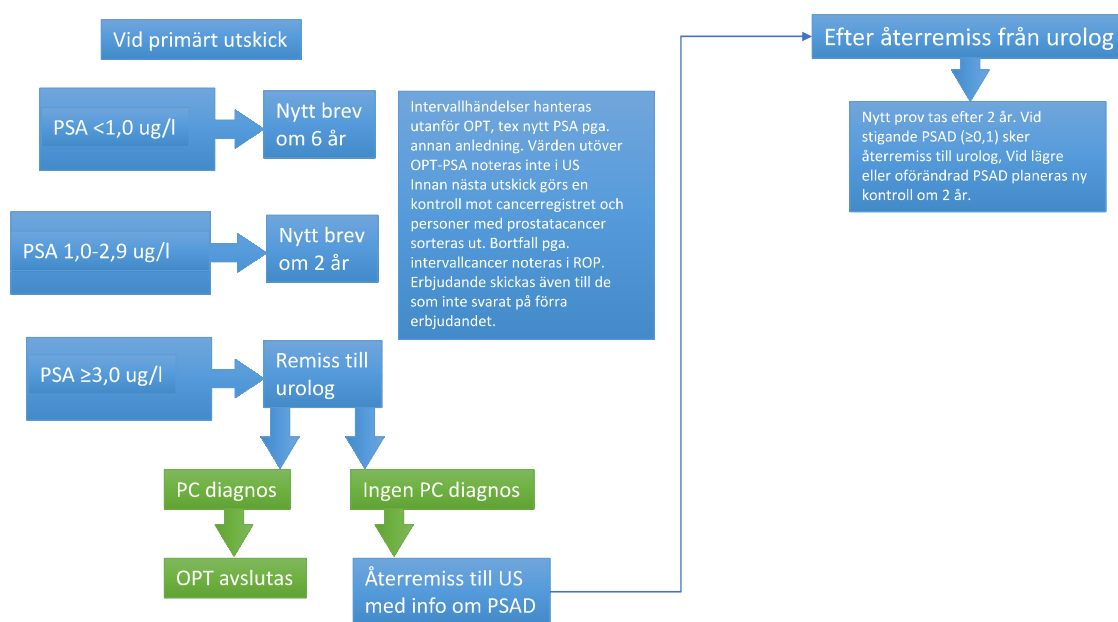 Vid primärt utskick
PSA <1,0 ug/l
Nytt brev
om 6 år
PSA 1,0-2,9 ug/l
Nytt brev
om 2 år
PSA ≥3,0 ug/l
Remiss till
urolog
PC diagnos
Ingen PC diagnos
OPT avslutas
Återremiss till US
med info om PSAD
Intervallhändelser hanteras
utanför OPT, tex nytt PSA pga.
annan anledning. Värden utöver
OPT-PSA noteras inte i US
Innan nästa utskick görs en
kontroll mot cancerregistret och
personer med prostatacancer
sorteras ut. Bortfall pga.
intervallcancer noteras i ROP.
Erbjudande skickas även till de
som inte svarat på förra
erbjudandet.
Efter återremiss från urolog
Nytt prov tas efter 2 år. Vid
stigande PSAD (≥0,1) sker
återremiss till urolog, Vid lägre
eller oförändrad PSAD planeras ny
kontroll om 2 år.